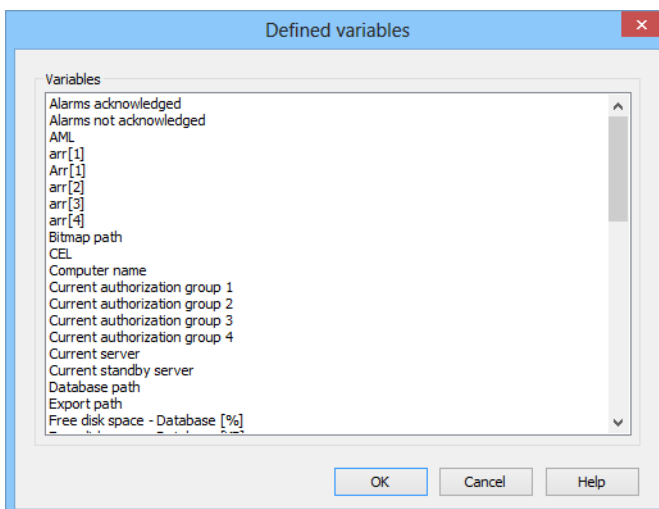 Defined variables
Variables
Alarms acknowledged
Alarms not acknowledged
AML
arr[1]
Arr[1]
arr[2]
arr[3]
arr[4]
Bitmap path
CEL
Computer name
Current authorization group 1
Current authorization group 2
Current authorization group 3
Current authorization group 4
Current server
Current standby server
Database path
Export path
Free disk space - Database [%]
OK Cancel Help